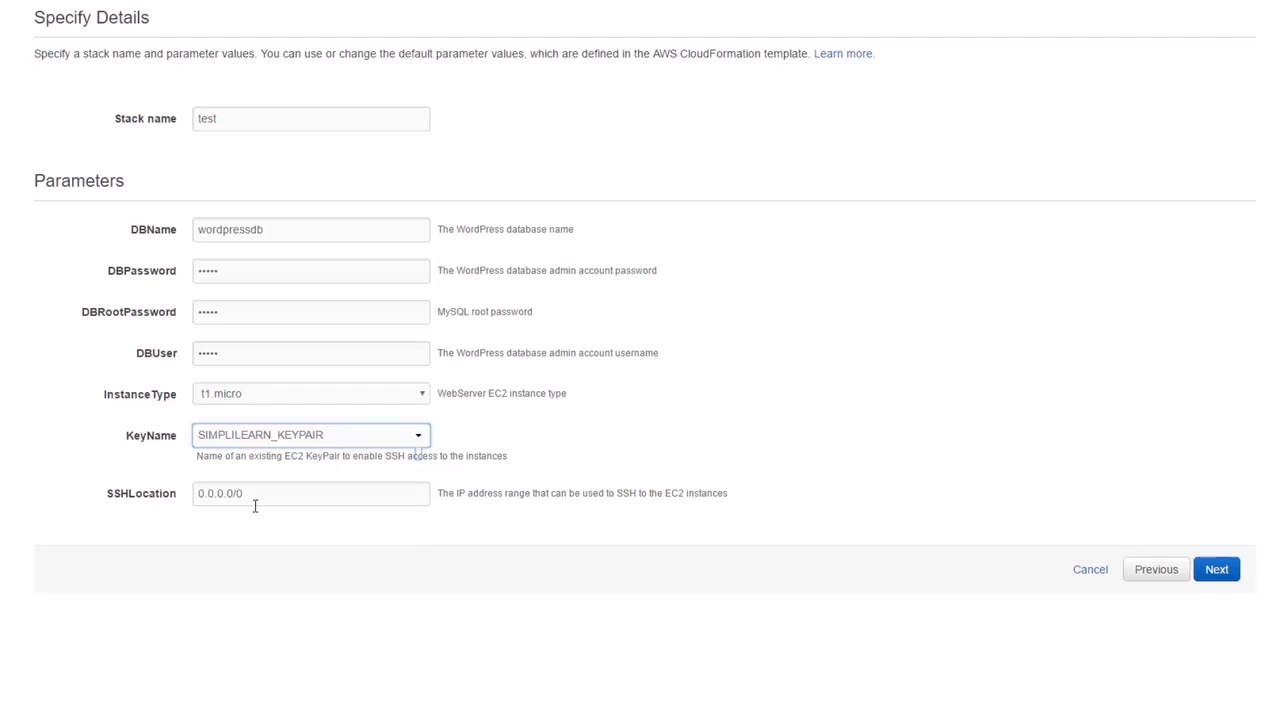 Specify Details
Specify a stack name and parameter values. You can use or change the default parameter values, which are defined in the AWS CloudFormation template. Learn more.
Stack name test
Parameters
DBName wordpressdb The WordPress database name
DBPassword ••••• The WordPress database admin account password
DBRootPassword ••••• MySQL root password
DBUser ••••• The WordPress database admin account username
InstanceType t1.micro WebServer EC2 instance type
KeyName SIMPLILEARN_KEYPAIR
Name of an existing EC2 KeyPair to enable SSH access to the instances
SSHLocation 0.0.0.0/0 The IP address range that can be used to SSH to the EC2 instances
Cancel Previous Next